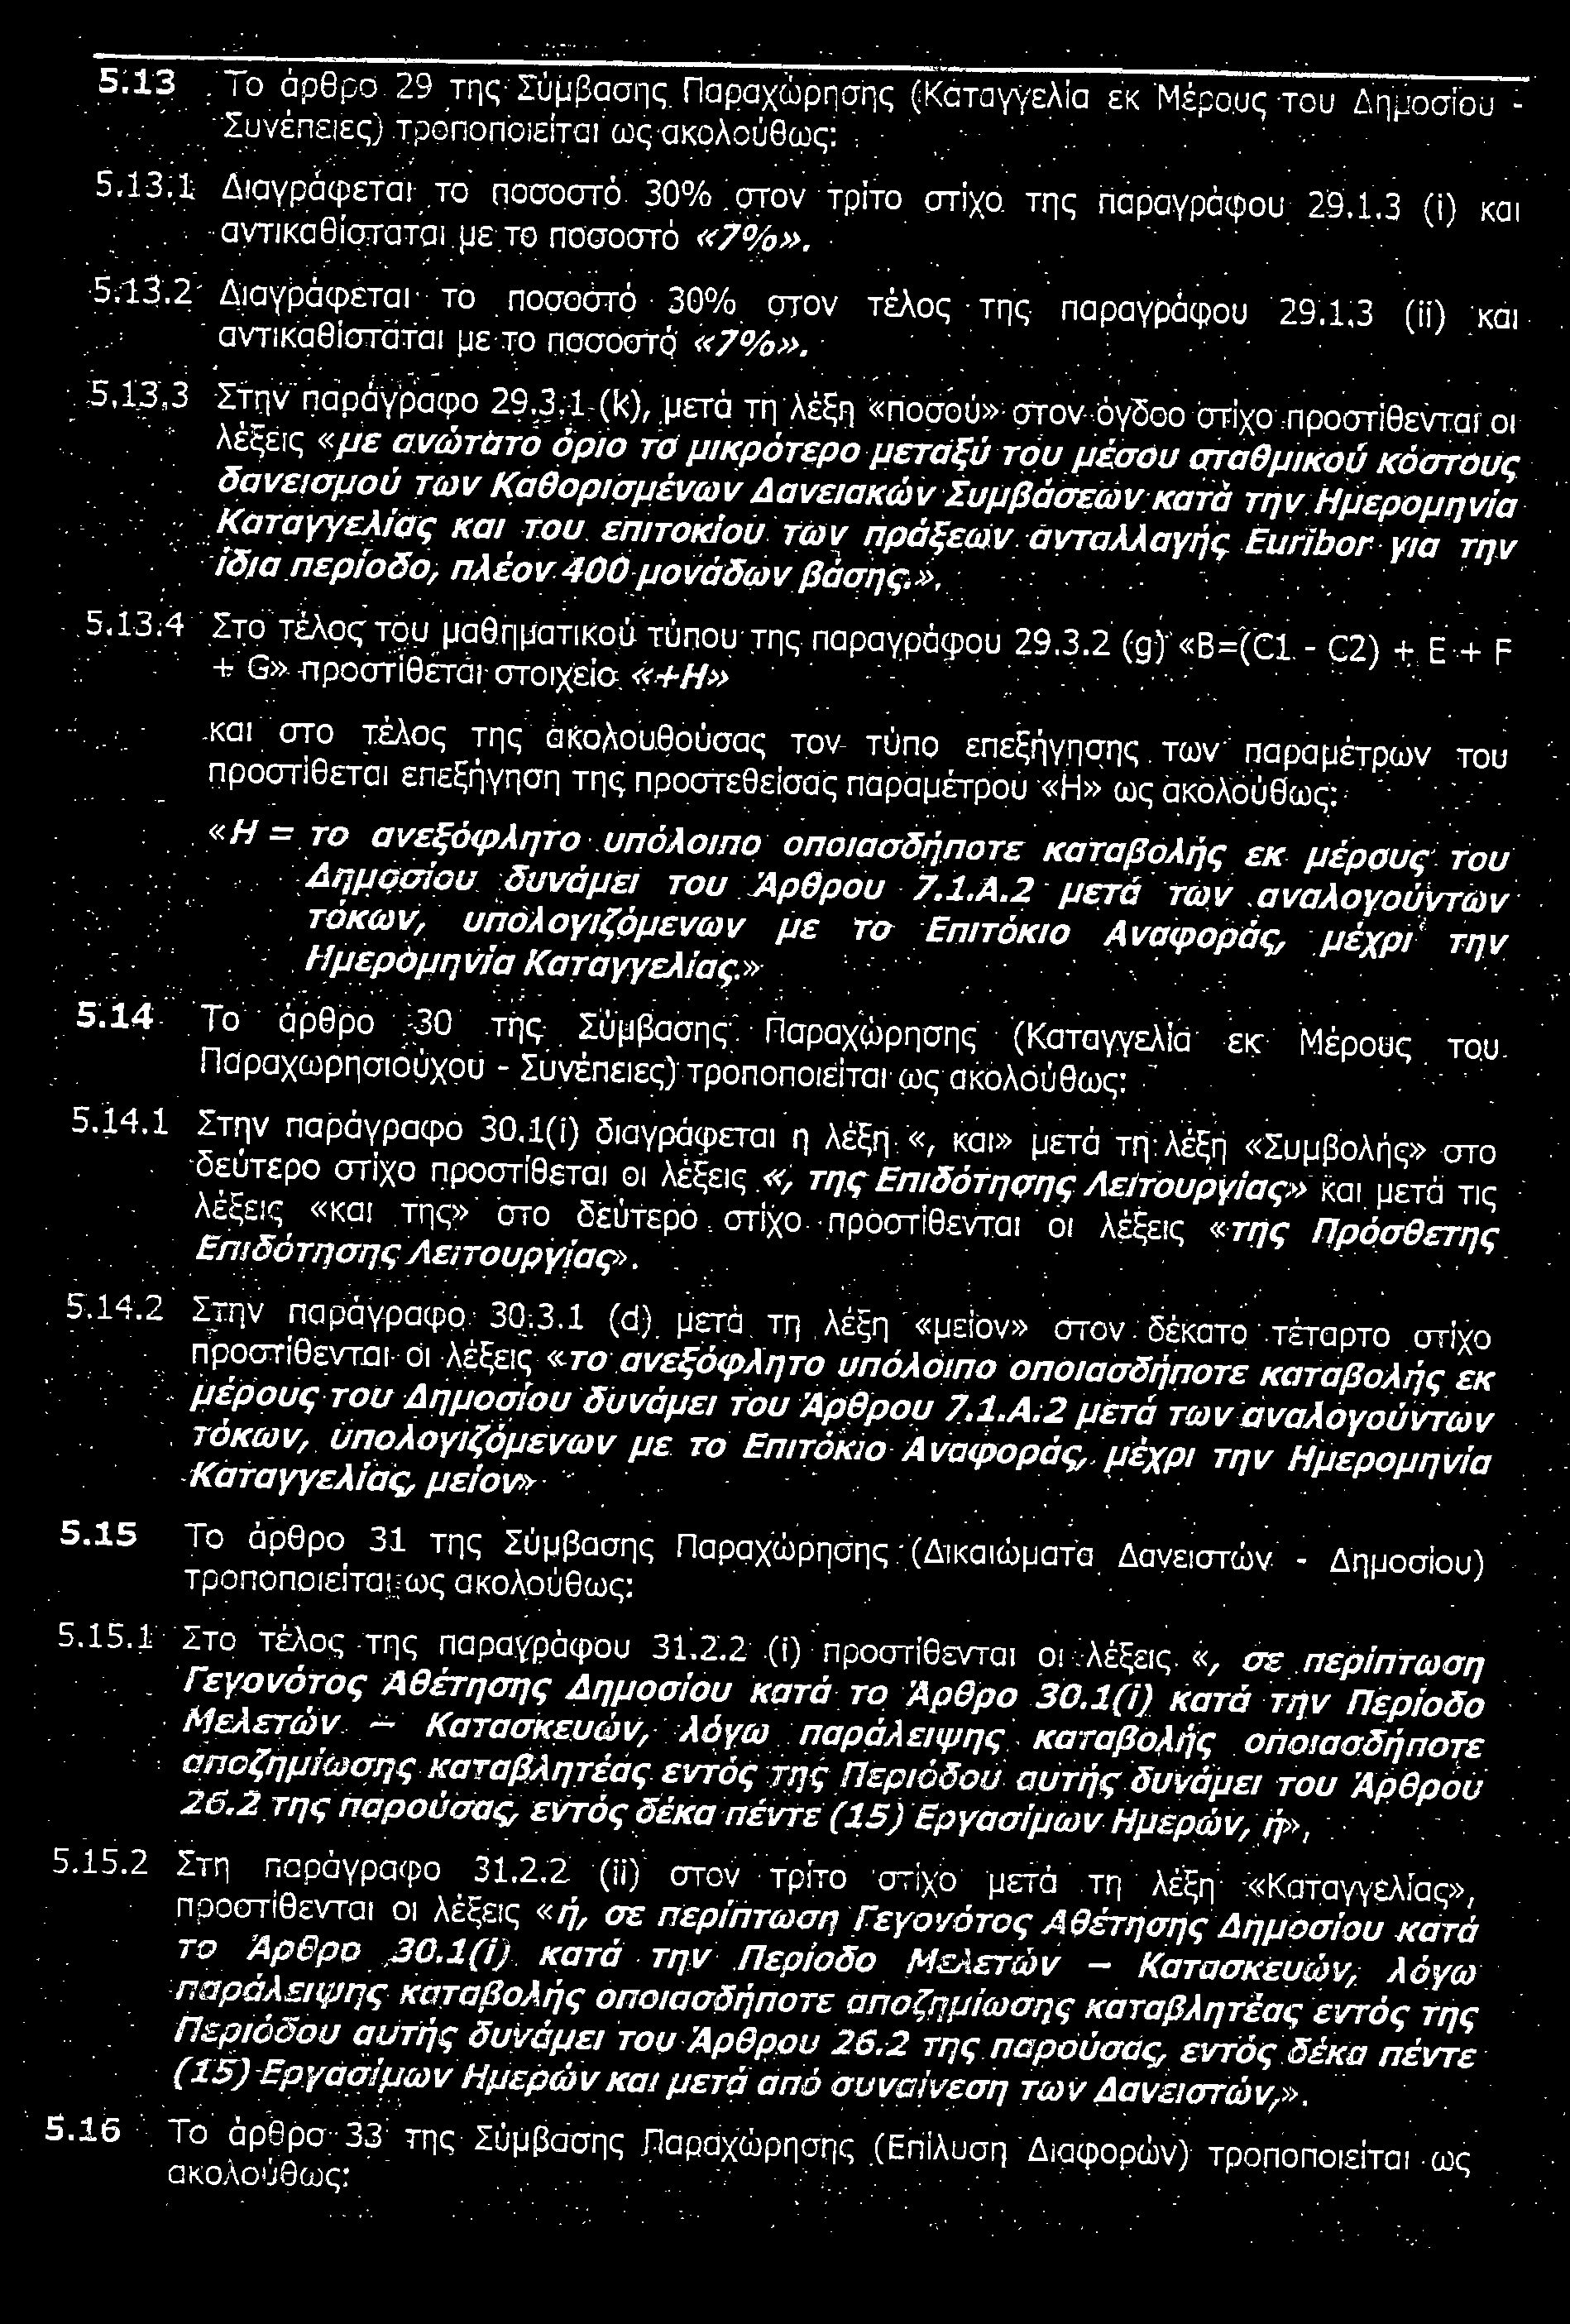 5.13 Το άρθρο 29 της Σύμβασης Παραχώρησης (Καταγγελία εκ Μέρους του Δημοσίου -
Συνέπειες) τροποποιείται ως ακολούθως:
5.13.1 Διαγράφεται το ποσοστό 30% στον τρίτο στίχο της παραγράφου 29.1.3 (i) και
αντικαθίσταται με το ποσοστό «7%».
5.13.2 Διαγράφεται το ποσοστό 30% στον τέλος της παραγράφου 29.1.3 (ii) και
αντικαθίσταται με το ποσοστό «7%».
5.13.3 Στην παράγραφο 29.3.1 (k), μετά τη λέξη «ποσού» στον όγδοο στίχο προστίθενται οι
λέξεις «με ανώτατο όριο το μικρότερο μεταξύ του μέσου σταθμικού κόστους
δανεισμού των Καθορισμένων Δανειακών Συμβάσεων κατά την Ημερομηνία
Καταγγελίας και του επιτοκίου των πράξεων ανταλλαγής Euribor για την
ίδια περίοδο, πλέον 400 μονάδων βάσης.».
5.13.4 Στο τέλος του μαθηματικού τύπου της παραγράφου 29.3.2 (g) «B=(C1 - C2) + E + F
+ G» προστίθεται στοιχείο «+H»
και στο τέλος της ακολουθούσας τον τύπο επεξήγησης των παραμέτρων του
προστίθεται επεξήγηση της προστεθείσας παραμέτρου «H» ως ακολούθως:
«H = το ανεξόφλητο υπόλοιπο οποιασδήποτε καταβολής εκ μέρους του
Δημοσίου δυνάμει του Άρθρου 7.1.A.2 μετά των αναλογούντων
τόκων, υπολογιζόμενων με το Επιτόκιο Αναφοράς, μέχρι την
Ημερομηνία Καταγγελίας.»
5.14 Το άρθρο 30 της Σύμβασης Παραχώρησης (Καταγγελία εκ Μέρους του
Παραχωρησιούχου - Συνέπειες) τροποποιείται ως ακολούθως:
5.14.1 Στην παράγραφο 30.1(i) διαγράφεται η λέξη «, και» μετά τη λέξη «Συμβολής» στο
δεύτερο στίχο προστίθεται οι λέξεις «, της Επιδότησης Λειτουργίας» και μετά τις
λέξεις «και της» στο δεύτερο στίχο προστίθενται οι λέξεις «της Πρόσθετης
Επιδότησης Λειτουργίας».
5.14.2 Στην παράγραφο 30.3.1 (d) μετά τη λέξη «μείον» στον δέκατο τέταρτο στίχο
προστίθενται οι λέξεις «το ανεξόφλητο υπόλοιπο οποιασδήποτε καταβολής εκ
μέρους του Δημοσίου δυνάμει του Άρθρου 7.1.A.2 μετά των αναλογούντων
τόκων, υπολογιζόμενων με το Επιτόκιο Αναφοράς, μέχρι την Ημερομηνία
Καταγγελίας, μείον»
5.15 Το άρθρο 31 της Σύμβασης Παραχώρησης (Δικαιώματα Δανειστών - Δημοσίου)
τροποποιείται ως ακολούθως:
5.15.1 Στο τέλος της παραγράφου 31.2.2 (i) προστίθενται οι λέξεις «, σε περίπτωση
Γεγονότος Αθέτησης Δημοσίου κατά το Άρθρο 30.1(i) κατά την Περίοδο
Μελετών – Κατασκευών, λόγω παράλειψης καταβολής οποιασδήποτε
αποζημίωσης καταβλητέας εντός της Περιόδου αυτής δυνάμει του Άρθρου
26.2 της παρούσας, εντός δέκα πέντε (15) Εργασίμων Ημερών, ή»,
5.15.2 Στη παράγραφο 31.2.2 (ii) στον τρίτο στίχο μετά τη λέξη «Καταγγελίας»,
προστίθενται οι λέξεις «ή, σε περίπτωση Γεγονότος Αθέτησης Δημοσίου κατά
το Άρθρο 30.1(i) κατά την Περίοδο Μελετών – Κατασκευών, λόγω
παράλειψης καταβολής οποιασδήποτε αποζημίωσης καταβλητέας εντός της
Περιόδου αυτής δυνάμει του Άρθρου 26.2 της παρούσας, εντός δέκα πέντε
(15) Εργασίμων Ημερών και μετά από συναίνεση των Δανειστών,».
5.16 Το άρθρο 33 της Σύμβασης Παραχώρησης (Επίλυση Διαφορών) τροποποιείται ως
ακολούθως: